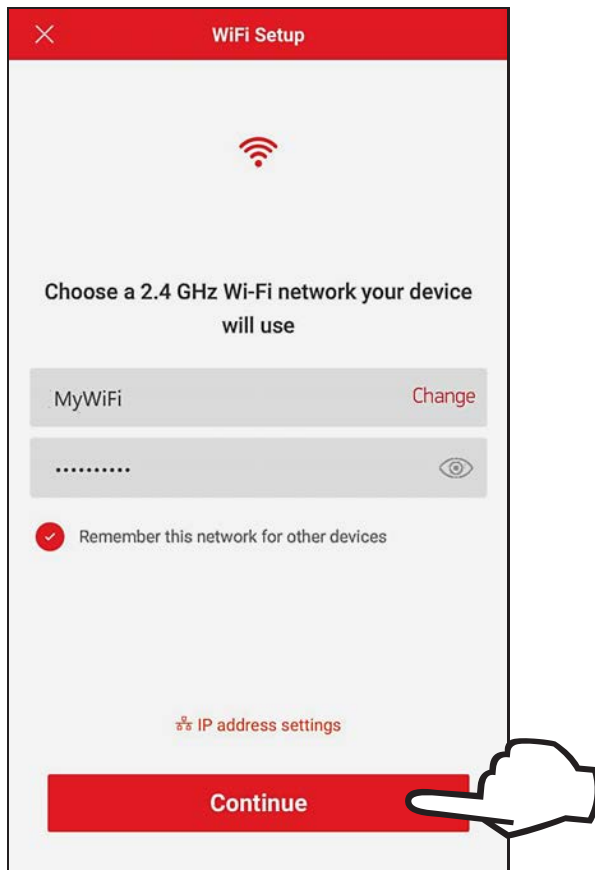 WiFi Setup
Choose a 2.4 GHz Wi-Fi network your device
will use
MyWiFi Change
••••••••••
Remember this network for other devices
IP address settings
Continue